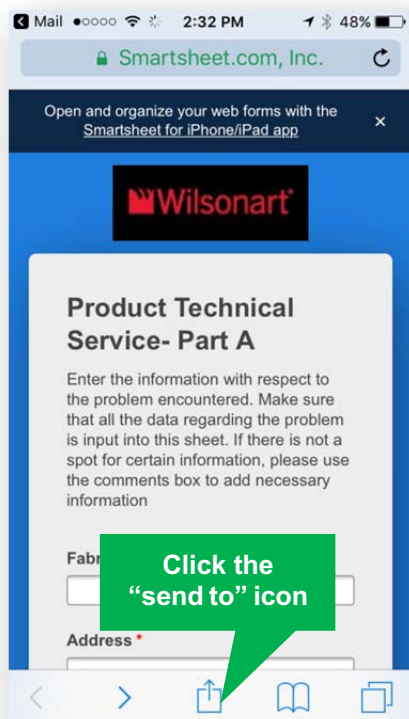 Mail 2:32 PM 48%
Smartsheet.com, Inc.
Open and organize your web forms with the
Smartsheet for iPhone/iPad app
×
Wilsonart®
Product Technical
Service- Part A
Enter the information with respect to
the problem encountered. Make sure
that all the data regarding the problem
is input into this sheet. If there is not a
spot for certain information, please use
the comments box to add necessary
information
Fabr
Click the
“send to” icon
Address *